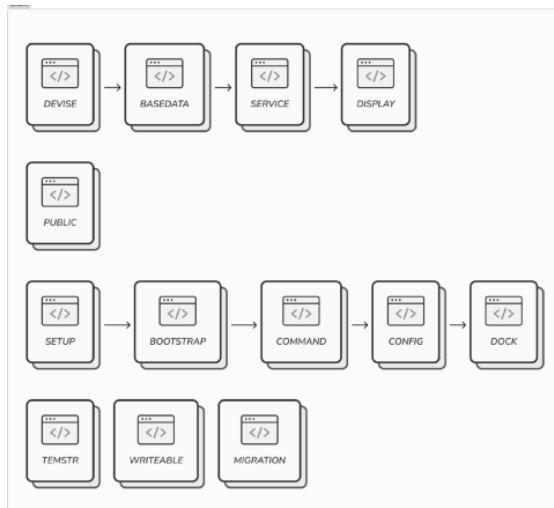 DEVISE BASEDATA SERVICE DISPLAY
PUBLIC
SETUP BOOTSTRAP COMMAND CONFIG DOCK
TEMSTR WRITEABLE MIGRATION